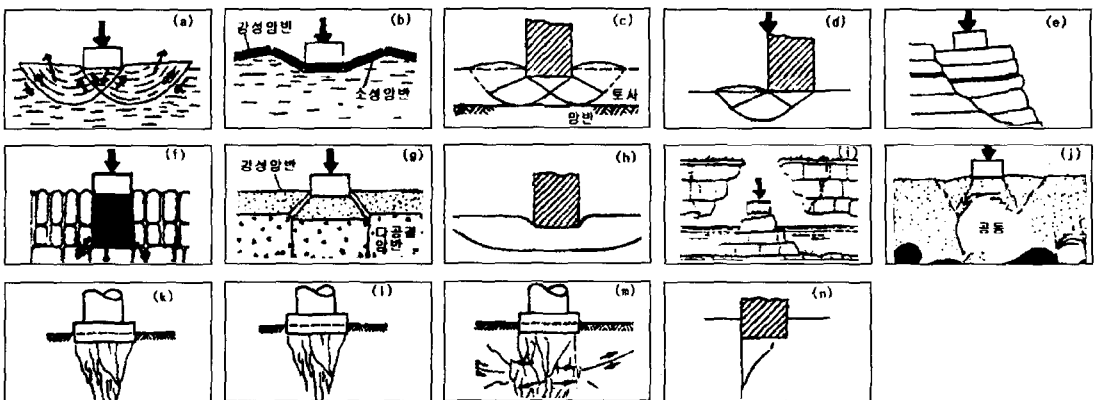 (a)
(b)
강성암반
소성암반
(c)
토사
암반
(d)
(e)
(f)
(g)
강성암반
다공질
암반
(h)
(i)
(j)
공동
(k)
(l)
(m)
(n)